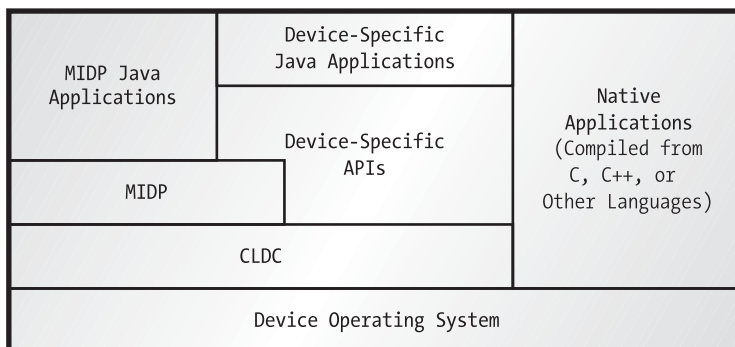 MIDP Java
Applications
Device-Specific
Java Applications
Device-Specific
APIs
Native
Applications
(Compiled from
C, C++, or
Other Languages)
MIDP
CLDC
Device Operating System